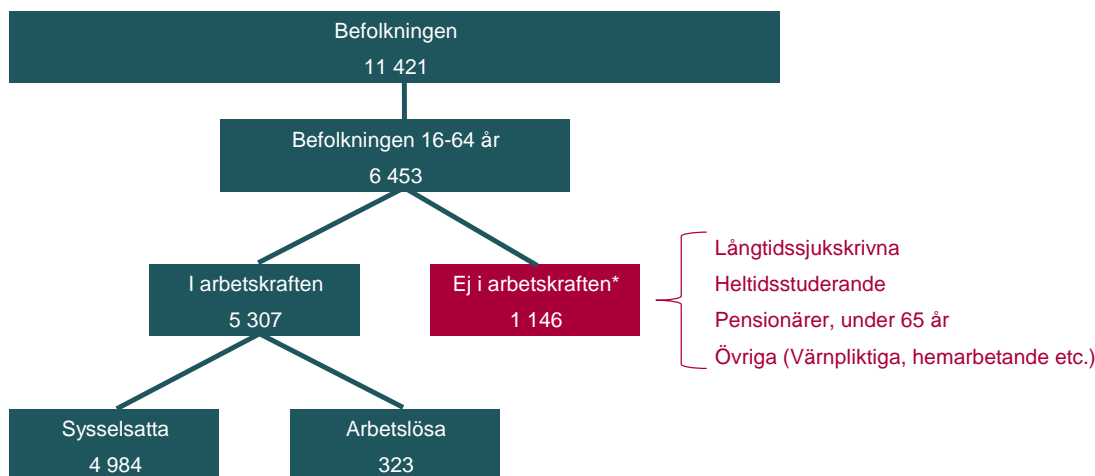 Befolkningen
11 421
Befolkningen 16-64 år
6 453
I arbetskraften
5 307
Ej i arbetskraften*
1 146
Långtidssjukskrivna
Heltidsstuderande
Pensionärer, under 65 år
Övriga (Värnpliktiga, hemarbetande etc.)
Sysselsatta
4 984
Arbetslösa
323